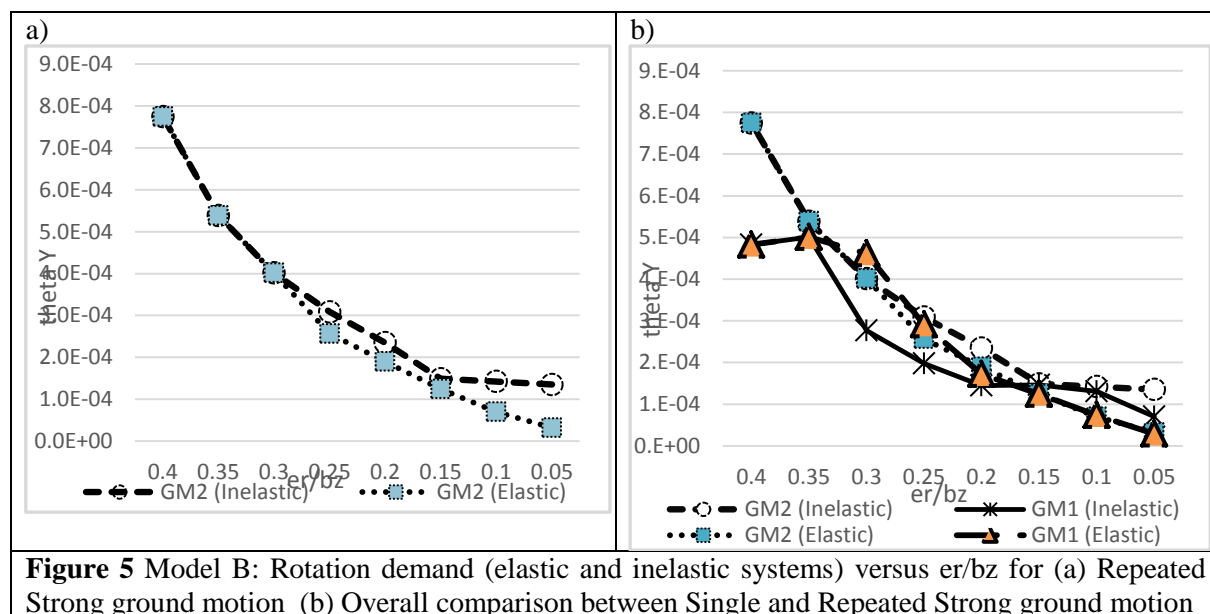 a)
9.0E-04
8.0E-04
7.0E-04
6.0E-04
5.0E-04
4.0E-04
3.0E-04
2.0E-04
1.0E-04
0.0E+00
theta Y
0.4 0.35 0.3 0.25 0.2 0.15 0.1 0.05
er/bz
GM2 (Inelastic) GM2 (Elastic)
b)
9.E-04
8.E-04
7.E-04
6.E-04
5.E-04
4.E-04
3.E-04
2.E-04
1.E-04
0.E+00
theta Y
0.4 0.35 0.3 0.25 0.2 0.15 0.1 0.05
er/bz
GM2 (Inelastic) GM1 (Inelastic)
GM2 (Elastic) GM1 (Elastic)
Figure 5 Model B: Rotation demand (elastic and inelastic systems) versus er/bz for (a) Repeated
Strong ground motion (b) Overall comparison between Single and Repeated Strong ground motion